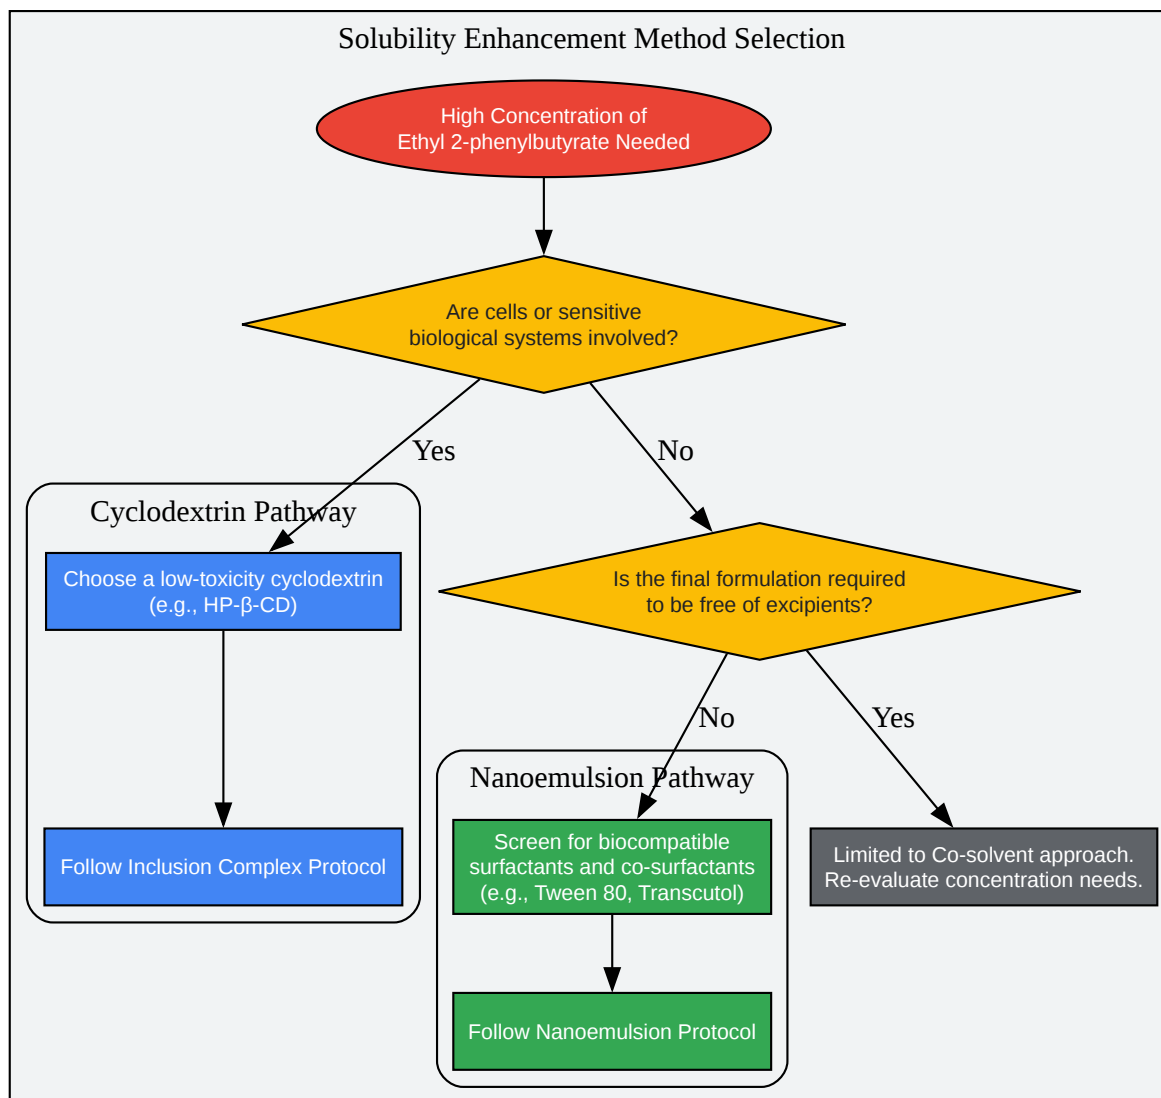 Solubility Enhancement Method Selection
High Concentration of
Ethyl 2-phenylbutyrate Needed
Are cells or sensitive
biological systems involved?
Yes
No
Cyclodextrin Pathway
Choose a low-toxicity cyclodextrin
(e.g., HP-β-CD)
Is the final formulation required
to be free of excipients?
No
Yes
Nanoemulsion Pathway
Follow Inclusion Complex Protocol
Screen for biocompatible
surfactants and co-surfactants
(e.g., Tween 80, Transcutol)
Limited to Co-solvent approach.
Re-evaluate concentration needs.
Follow Nanoemulsion Protocol